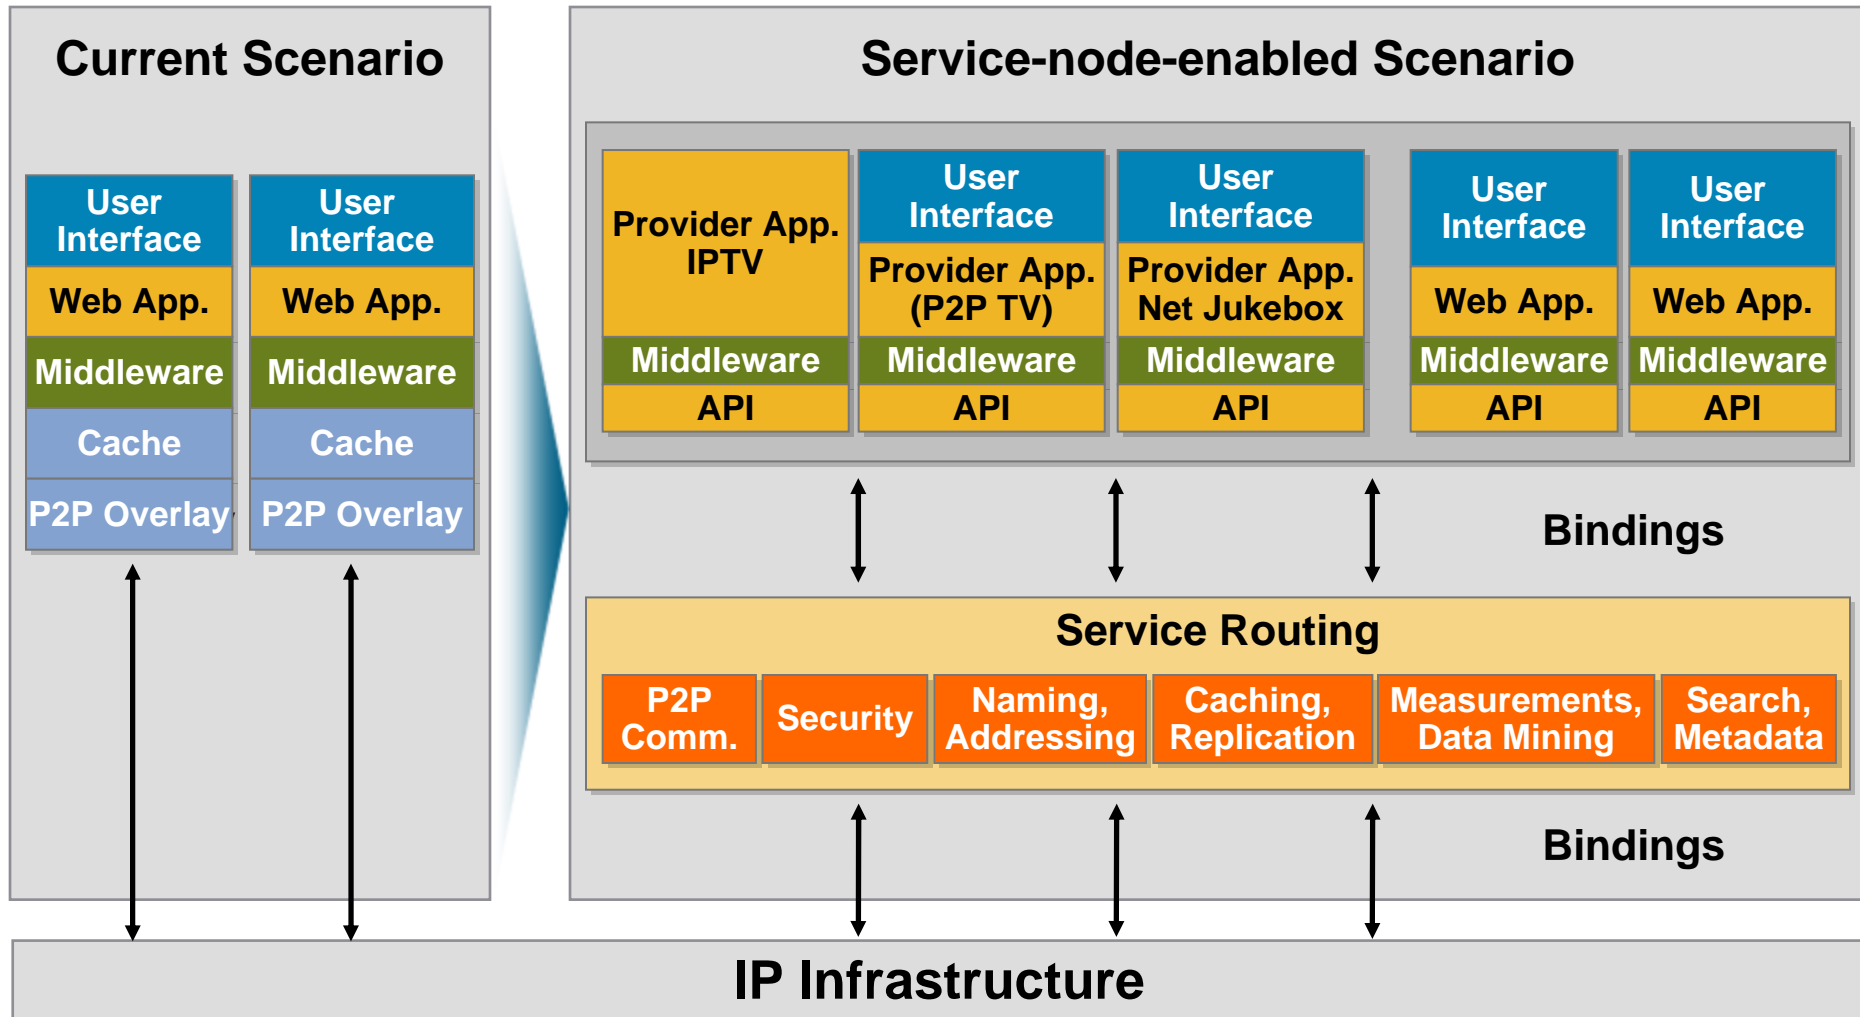 Current Scenario
User
Interface
Web App.
Middleware
Cache
P2P Overlay
User
Interface
Web App.
Middleware
Cache
P2P Overlay
Service-node-enabled Scenario
Provider App.
IPTV
Middleware
API
User
Interface
Provider App.
(P2P TV)
Middleware
API
User
Interface
Provider App.
Net Jukebox
Middleware
API
User
Interface
Web App.
Middleware
API
User
Interface
Web App.
Middleware
API
Bindings
Service Routing
P2P
Comm.
Security
Naming,
Addressing
Caching,
Replication
Measurements,
Data Mining
Search,
Metadata
Bindings
IP Infrastructure